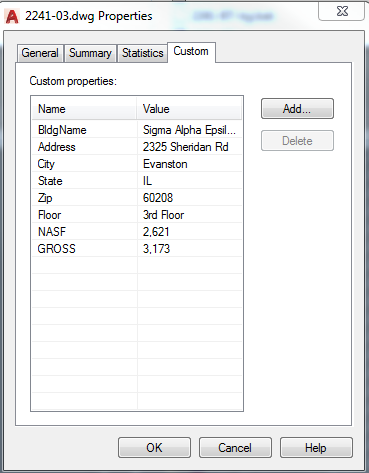 2241-03.dwg Properties
General Summary Statistics Custom
Custom properties:
Name Value
BldgName Sigma Alpha Epsil...
Address 2325 Sheridan Rd
City Evanston
State IL
Zip 60208
Floor 3rd Floor
NASF 2,621
GROSS 3,173
Add...
Delete
OK Cancel Help